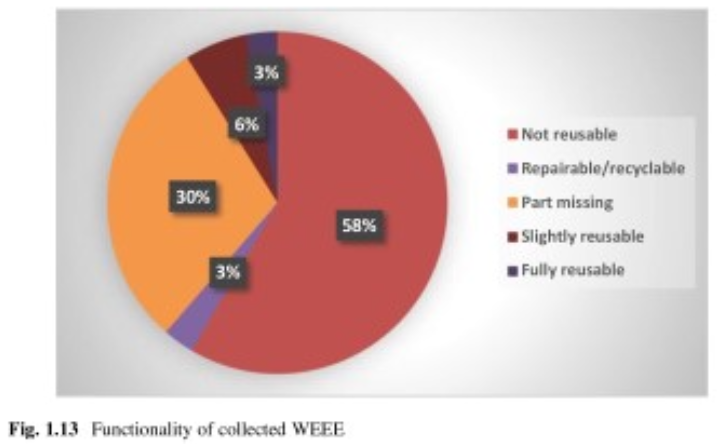 3%
6%
30%
58%
3%
Not reusable
Repairable/recyclable
Part missing
Slightly reusable
Fully reusable
Fig. 1.13 Functionality of collected WEEE